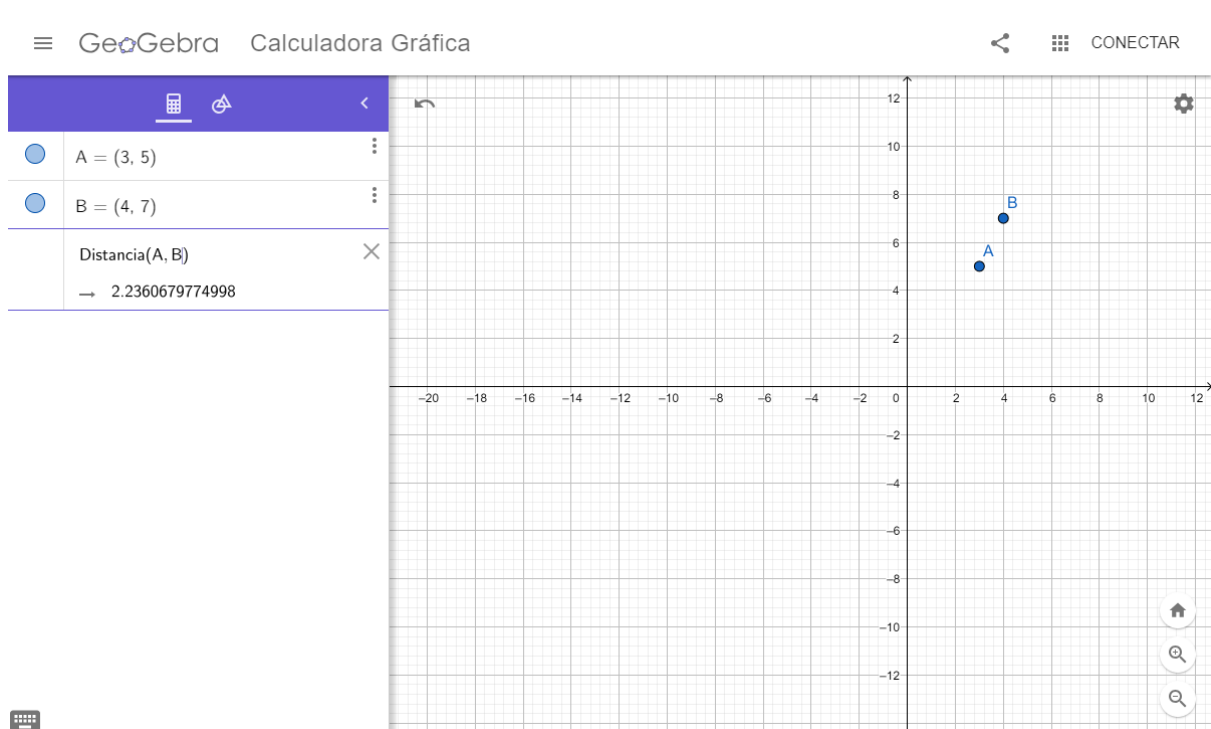 GeoGebra Calculadora Gráfica CONECTAR
A = (3, 5)
B = (4, 7)
Distancia(A, B)
→ 2.2360679774998
12
10
8
B
6
A
4
2
–20 –18 –16 –14 –12 –10 –8 –6 –4 –2 0 2 4 6 8 10 12
–2
–4
–6
–8
–10
–12